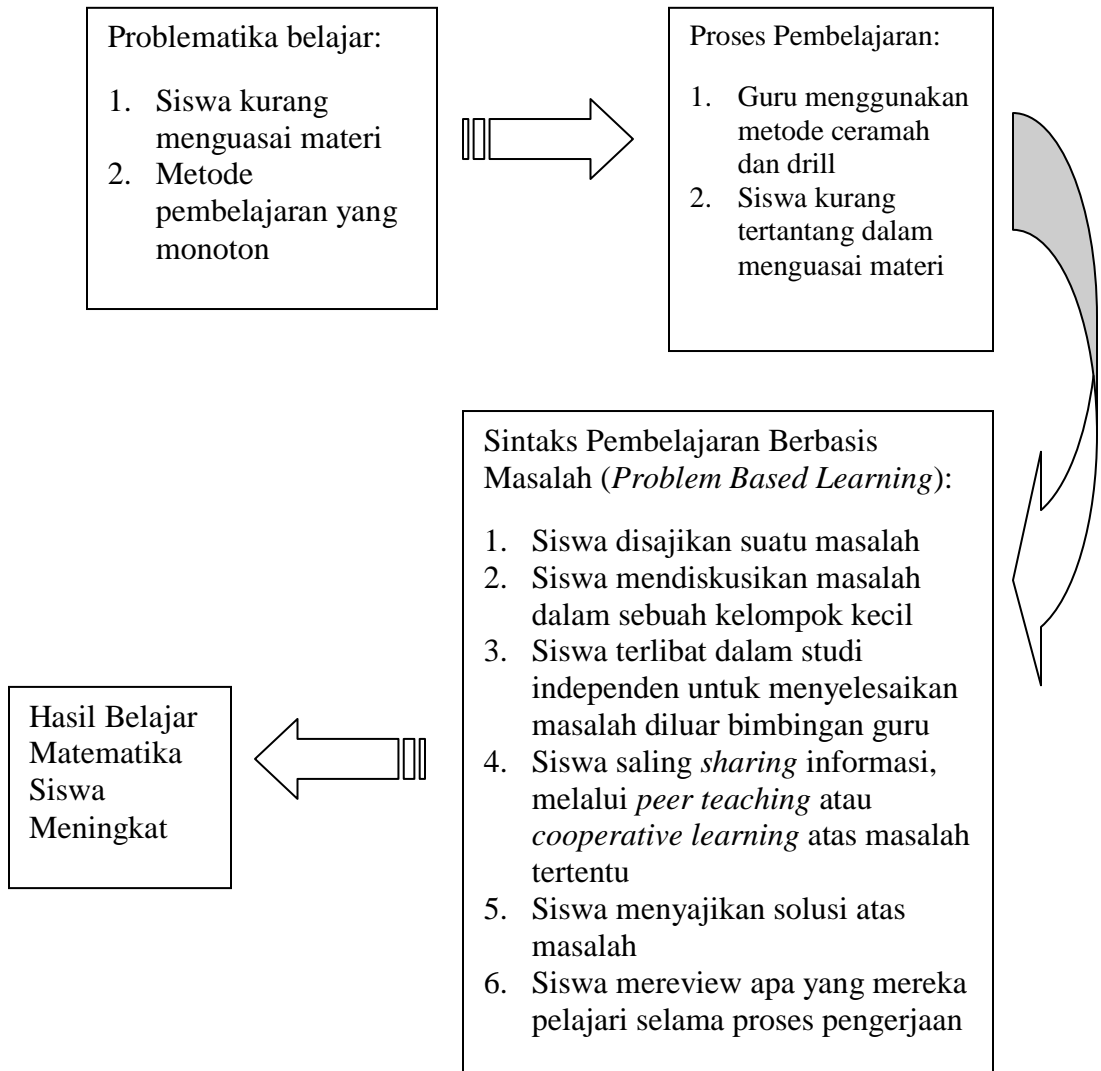 Problematika belajar:
1. Siswa kurang
menguasai materi
2. Metode
pembelajaran yang
monoton
Proses Pembelajaran:
1. Guru menggunakan
metode ceramah
dan drill
2. Siswa kurang
tertantang dalam
menguasai materi
Sintaks Pembelajaran Berbasis
Masalah (Problem Based Learning):
1. Siswa disajikan suatu masalah
2. Siswa mendiskusikan masalah
dalam sebuah kelompok kecil
3. Siswa terlibat dalam studi
independen untuk menyelesaikan
masalah diluar bimbingan guru
4. Siswa saling sharing informasi,
melalui peer teaching atau
cooperative learning atas masalah
tertentu
5. Siswa menyajikan solusi atas
masalah
6. Siswa mereview apa yang mereka
pelajari selama proses pengerjaan
Hasil Belajar
Matematika
Siswa
Meningkat